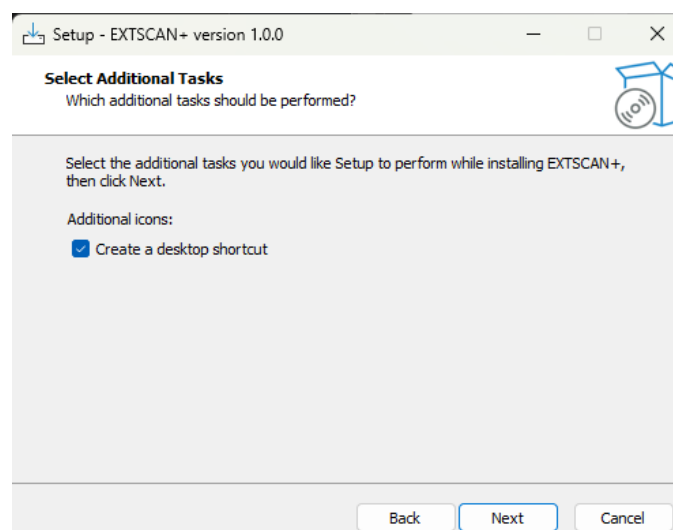 Setup - EXTSCAN+ version 1.0.0
Select Additional Tasks
Which additional tasks should be performed?
Select the additional tasks you would like Setup to perform while installing EXTSCAN+,
then click Next.
Additional icons:
Create a desktop shortcut
Back
Next
Cancel